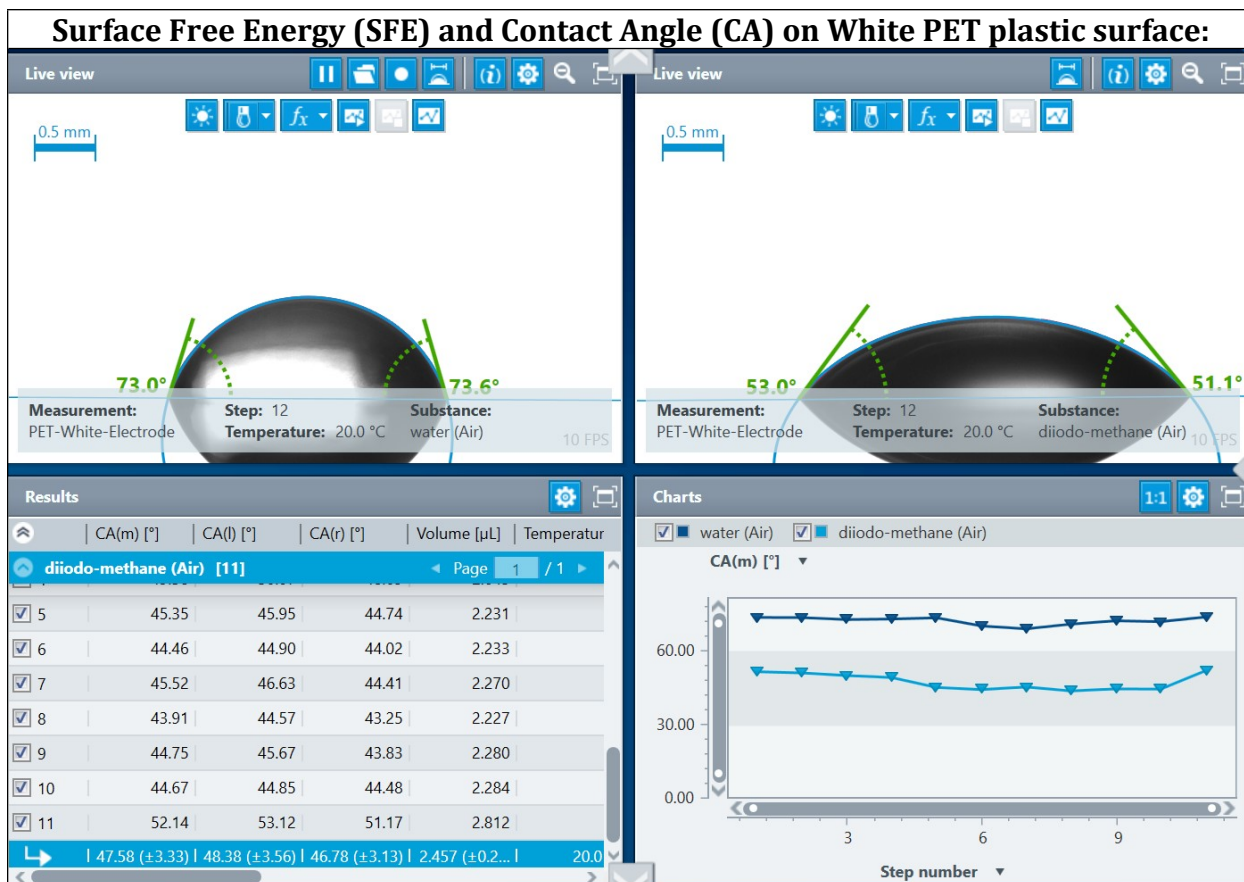 Surface Free Energy (SFE) and Contact Angle (CA) on White PET plastic surface:
Live view
0.5 mm
73.0°
73.6°
Measurement: Step: 12 Substance:
PET-White-Electrode Temperature: 20.0 °C water (Air)
10 FPS
Live view
0.5 mm
53.0°
51.1°
Measurement: Step: 12 Substance:
PET-White-Electrode Temperature: 20.0 °C diiodo-methane (Air)
10 FPS
Results
CA(m) [°] CA(l) [°] CA(r) [°] Volume [µL] Temperatur
diiodo-methane (Air) [11] Page 1 / 1
5 45.35 45.95 44.74 2.231
6 44.46 44.90 44.02 2.233
7 45.52 46.63 44.41 2.270
8 43.91 44.57 43.25 2.227
9 44.75 45.67 43.83 2.280
10 44.67 44.85 44.48 2.284
11 52.14 53.12 51.17 2.812
47.58 (±3.33) 48.38 (±3.56) 46.78 (±3.13) 2.457 (±0.2... 20.0
Charts
1:1
water (Air) diiodo-methane (Air)
CA(m) [°]
60.00
30.00
0.00
3 6 9
Step number